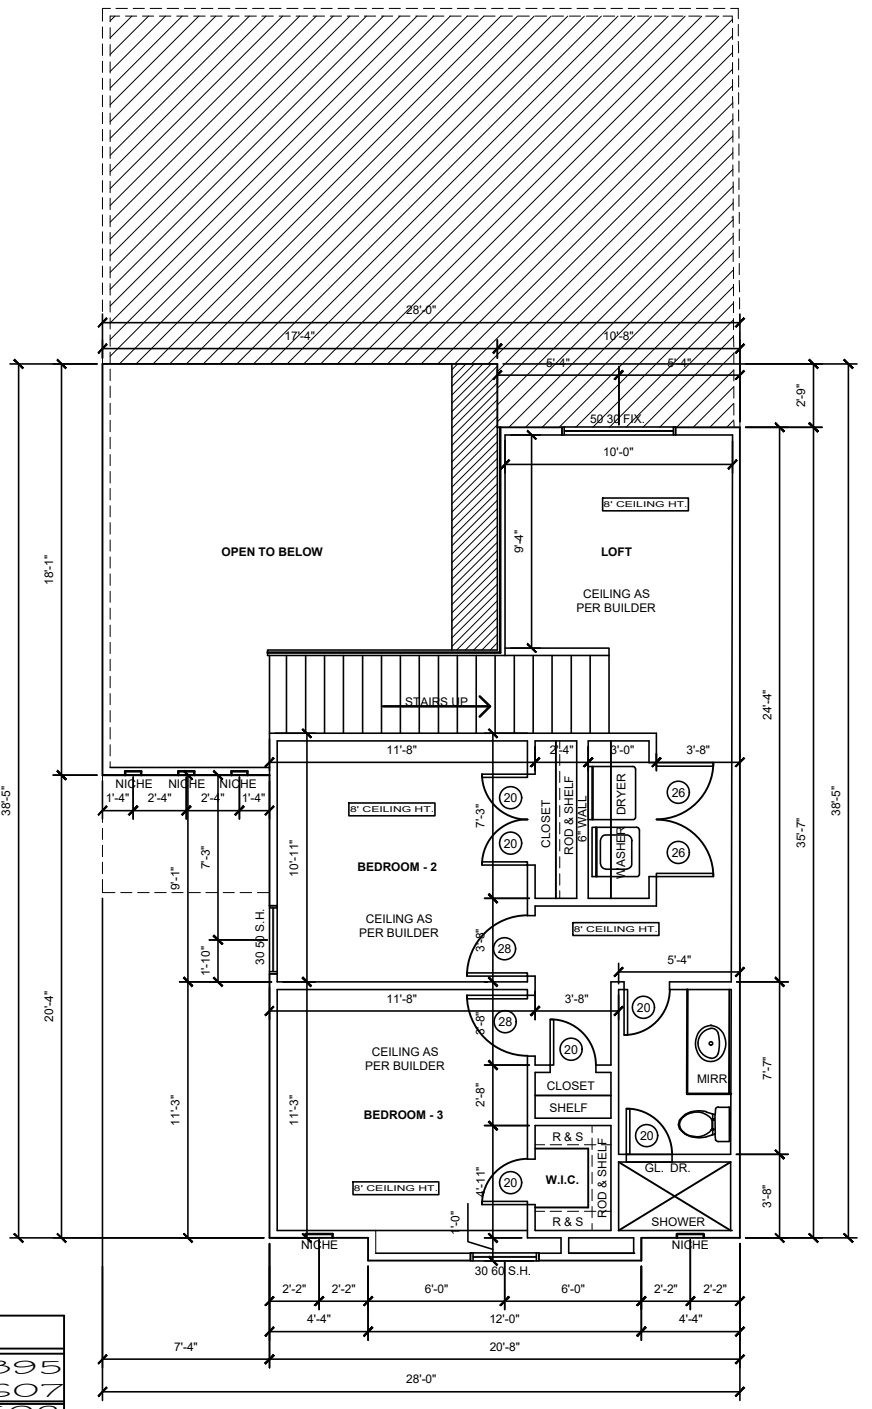 28'-0"
17'-4"
10'-8"
5'-4"
5'-4"
2'-9"
50 30 FIX.
10'-0"
8' CEILING HT.
9'-4"
LOFT
OPEN TO BELOW
CEILING AS
PER BUILDER
18'-1"
STAIRS UP
24'-4"
38'-5"
35'-7"
38'-5"
11'-8"
2'-4"
3'-0"
3'-8"
NICHE
NICHE
NICHE
1'-4"
2'-4"
2'-4"
1'-4"
8' CEILING HT.
7'-3"
20
20
CLOSET
ROD & SHELF
6" WALL
DRYER
WASHER
26
26
7'-3"
9'-1"
10'-11"
BEDROOM - 2
CEILING AS
PER BUILDER
30 50 S.H.
1'-10"
3'-8"
28
8' CEILING HT.
5'-4"
11'-8"
3'-8"
20'-4"
3'-8"
28
20
20
CEILING AS
PER BUILDER
MIRR
7'-7"
CLOSET
SHELF
2'-8"
11'-3"
11'-3"
BEDROOM - 3
R & S
20
W.I.C.
ROD & SHELF
20
GL. DR.
8' CEILING HT.
4'-11"
R & S
SHOWER
3'-8"
1'-0"
NICHE
NICHE
30 60 S.H.
2'-2"
2'-2"
6'-0"
6'-0"
2'-2"
2'-2"
4'-4"
12'-0"
4'-4"
7'-4"
20'-8"
28'-0"
395
607